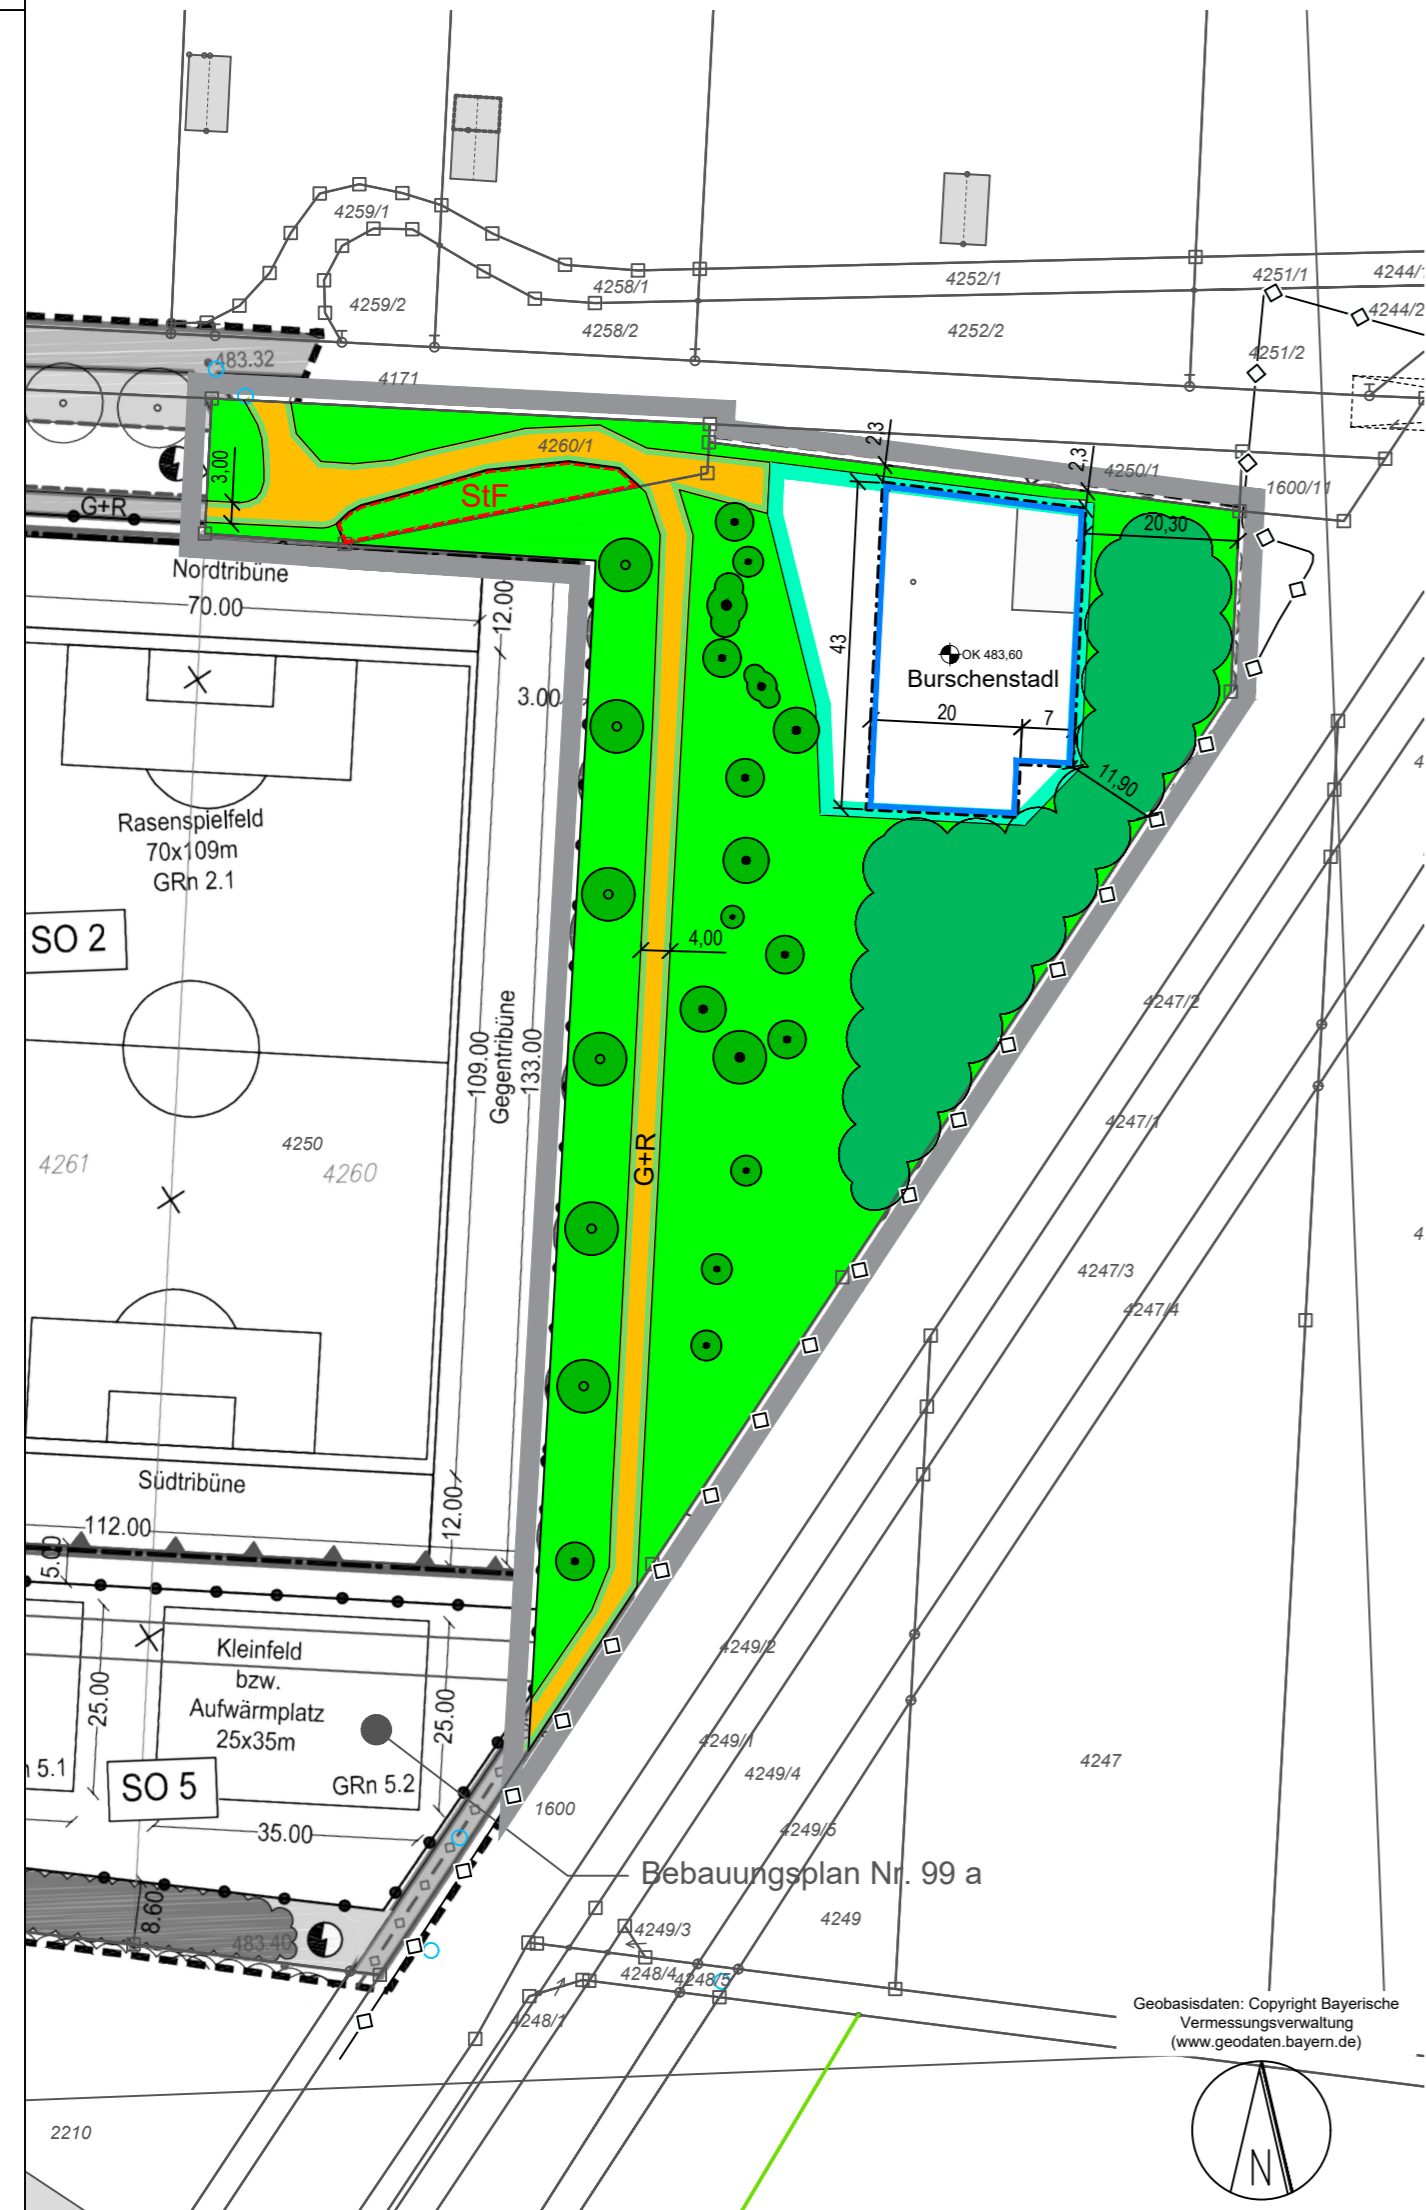 4259/1
4259/2
4258/1
4258/2
4252/1
4252/2
4251/1
4244/2
4251/2
483.32
4171
4260/1
2,3
2,3
4250/1
1600/11
3,00
StF
G+R
20,30
Nordtribüne
70.00
12.00
3.00
43
OK 483,60
Burschenstadl
20
7
11,90
Rasenspielfeld
70x109m
GRn 2.1
SO 2
4,00
109.00
Gegentribüne
133.00
4247/2
4247/1
4250
4261
4260
G+R
4247/3
4247/4
Südtribüne
112.00
12.00
5.00
Kleinfeld
bzw.
Aufwärmplatz
25x35m
25.00
25.00
5.1
SO 5
GRn 5.2
35.00
4249/2
4249/1
4249/4
4247
1600
4249/5
Bebauungsplan Nr. 99 a
8.60
483.40
4249/3
4249
4248/4
4248/5
4248/1
Geobasisdaten: Copyright Bayerische
Vermessungsverwaltung
(www.geodaten.bayern.de)
2210
N